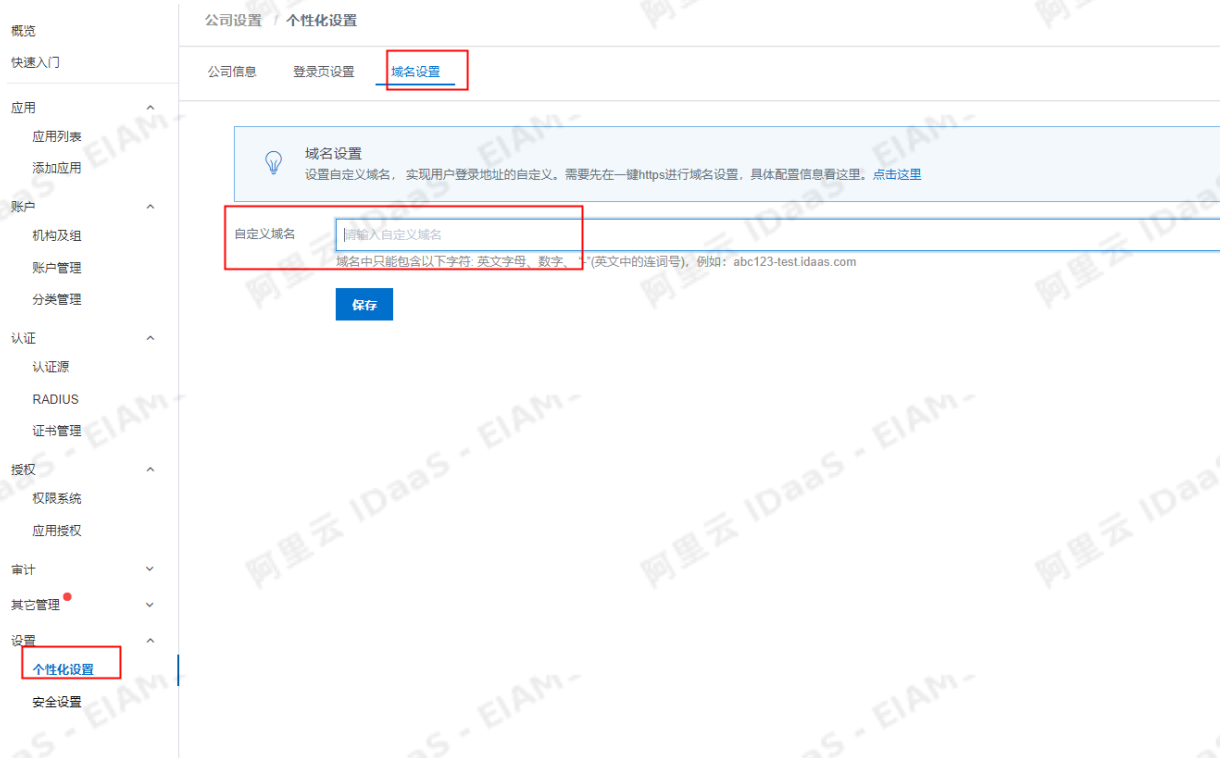 公司设置 / 个性化设置
概览
快速入门
应用
应用列表
添加应用
账户
机构及组
账户管理
分类管理
认证
认证源
RADIUS
证书管理
授权
权限系统
应用授权
审计
其它管理
设置
个性化设置
安全设置
公司信息 登录页设置 域名设置
域名设置
设置自定义域名， 实现用户登录地址的自定义。需要先在一键https进行域名设置，具体配置信息看这里。点击这里
自定义域名 请输入自定义域名
域名中只能包含以下字符: 英文字母、数字、 “-”(英文中的连词号)，例如：abc123-test.idaas.com
保存
阿里云 IDaaS - EIAM-
阿里云 IDaaS - EIAM-
阿里云 IDaaS